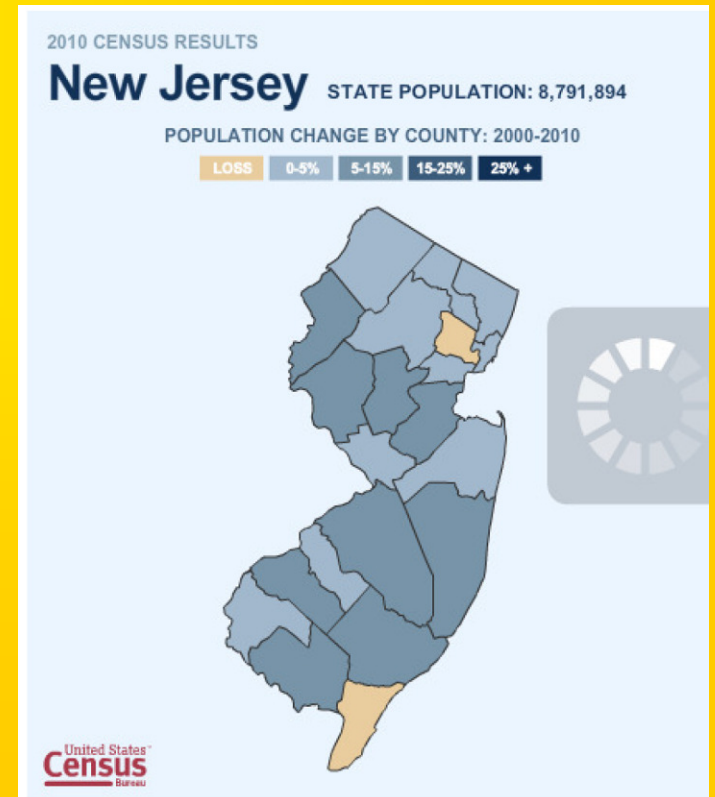 2010 CENSUS RESULTS
New Jersey STATE POPULATION: 8,791,894
POPULATION CHANGE BY COUNTY: 2000-2010
LOSS 0-5% 5-15% 15-25% 25% +
United States
Census
Bureau